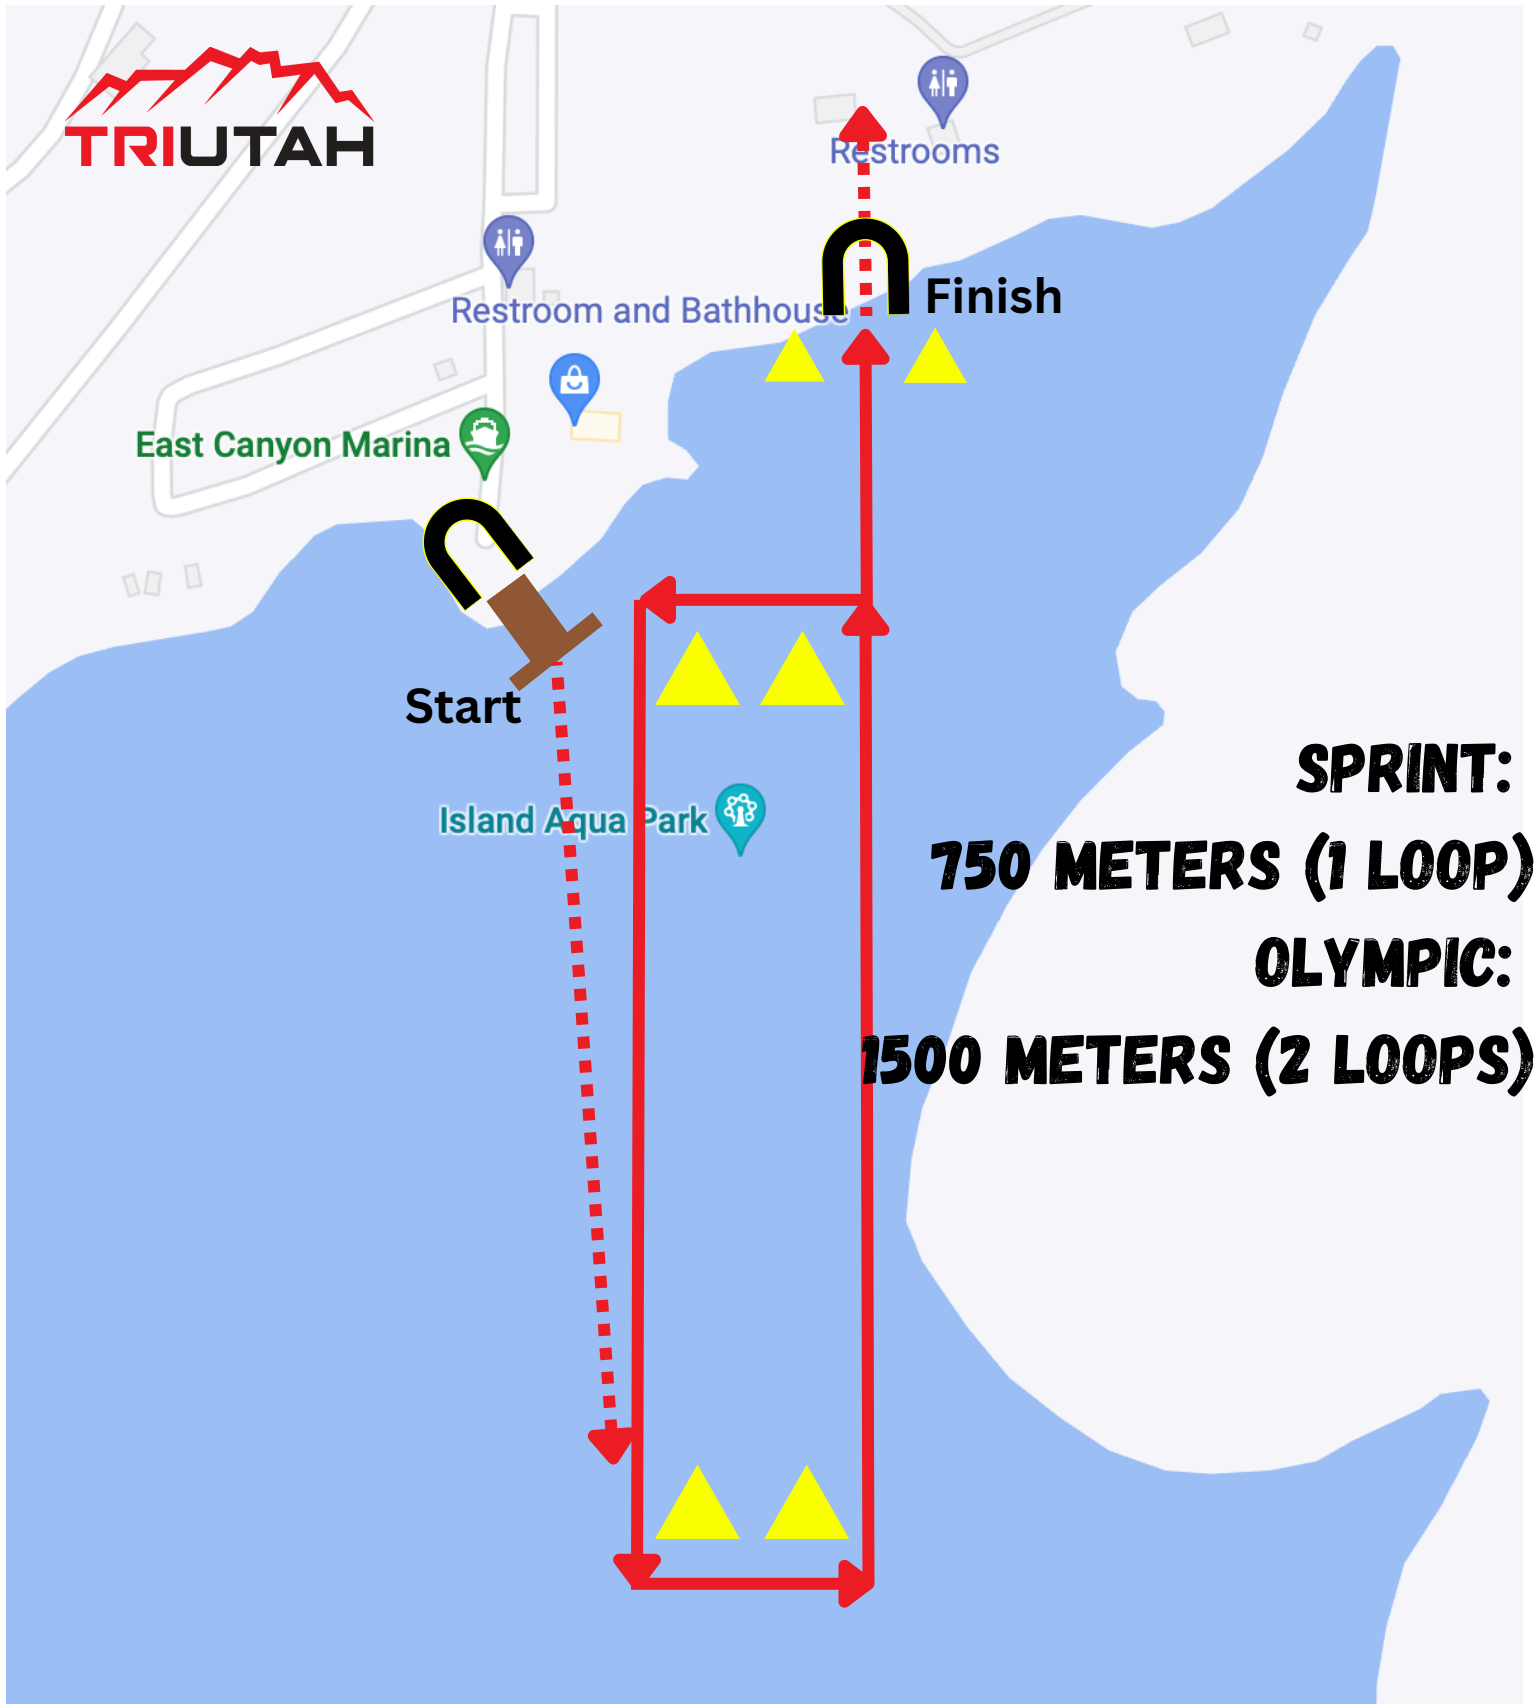 TRIUTAH
Restrooms
Restroom and Bathhouse
Finish
East Canyon Marina
Start
Island Aqua Park
SPRINT:
750 METERS (1 LOOP)
OLYMPIC:
1500 METERS (2 LOOPS)